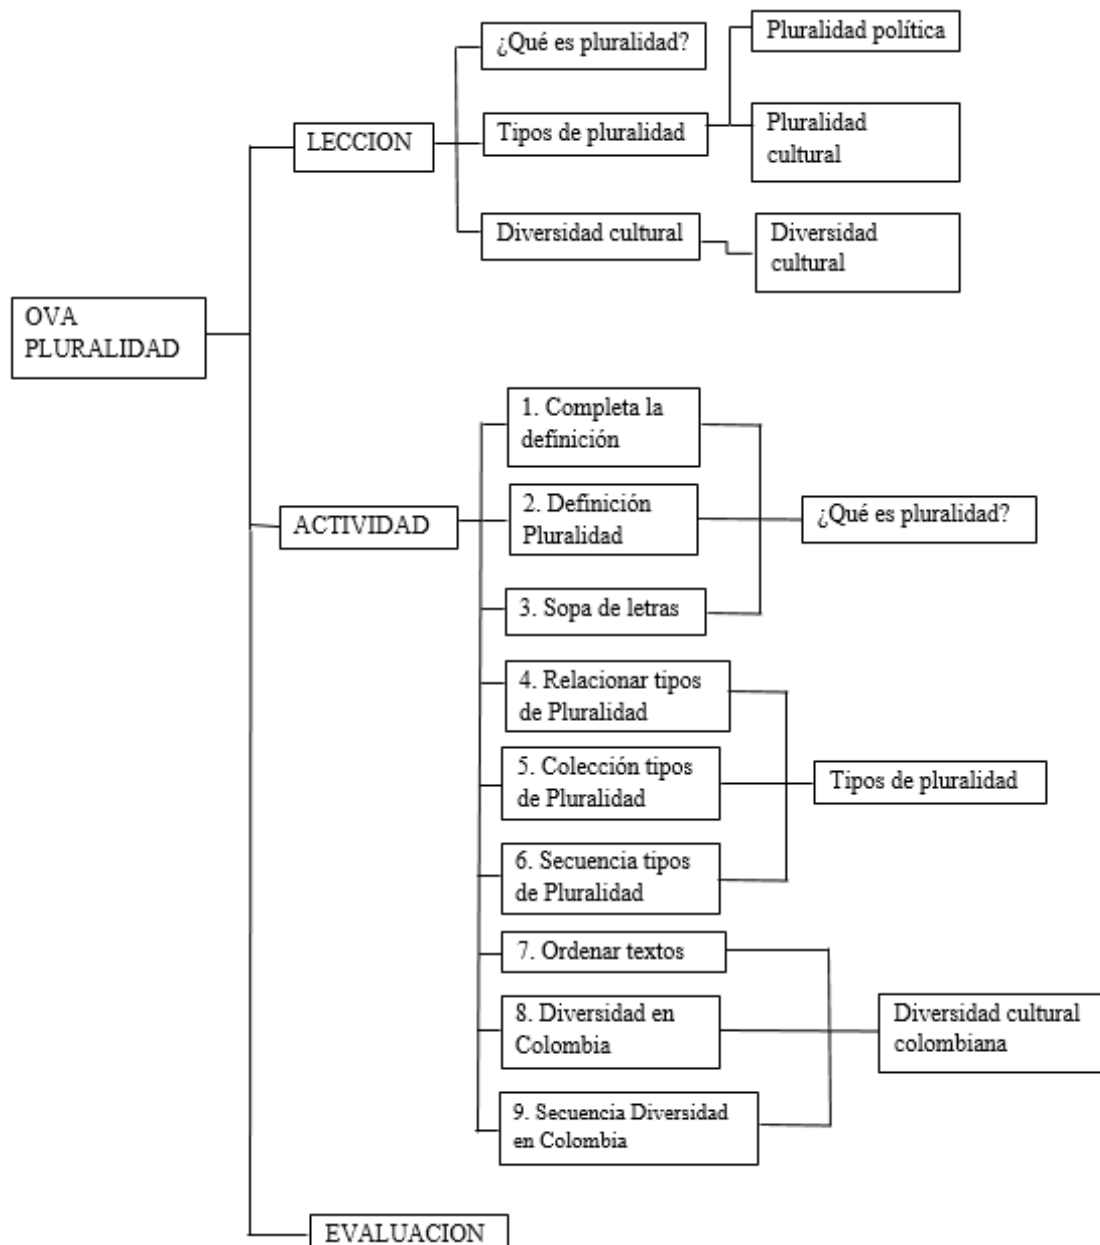 ¿Qué es pluralidad?
Pluralidad política
LECCION
Tipos de pluralidad
Pluralidad
cultural
Diversidad cultural
Diversidad
cultural
OVA
PLURALIDAD
ACTIVIDAD
1. Completa la
definición
2. Definición
Pluralidad
3. Sopa de letras
¿Qué es pluralidad?
4. Relacionar tipos
de Pluralidad
5. Colección tipos
de Pluralidad
6. Secuencia tipos
de Pluralidad
Tipos de pluralidad
7. Ordenar textos
8. Diversidad en
Colombia
9. Secuencia Diversidad
en Colombia
Diversidad cultural
colombiana
EVALUACION